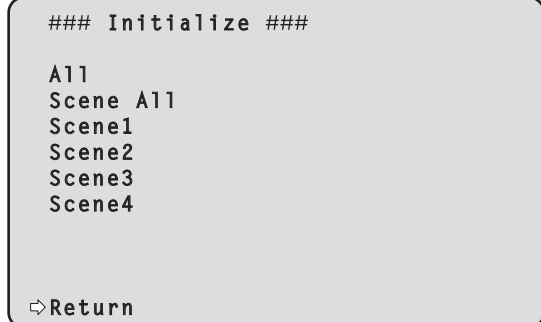 ### Initialize ###
All
Scene All
Scene1
Scene2
Scene3
Scene4
⇨Return